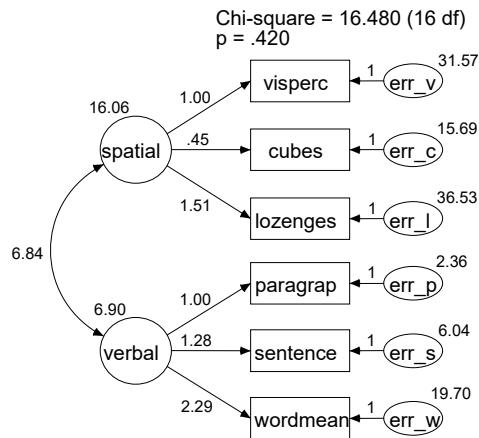 Chi-square = 16.480 (16 df)
p = .420
31.57
1.00
visperc
1
err_v
16.06
15.69
spatial
.45
cubes
1
err_c
36.53
1.51
lozenges
1
err_l
6.84
2.36
1.00
paragrap
1
err_p
6.90
6.04
verbal
1.28
sentence
1
err_s
19.70
2.29
wordmean
1
err_w